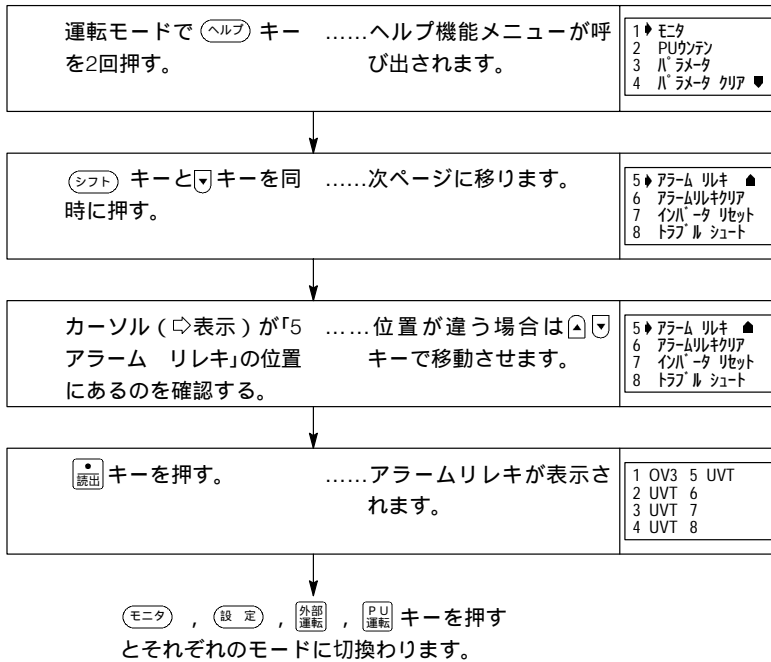 運転モードで ヘルプ キー
を2回押す。
……ヘルプ機能メニューが呼
び出されます。
1 ﾓﾆﾀ
2 PUｳﾝﾃﾝ
3 ﾊﾟﾗﾒｰﾀ
4 ﾊﾟﾗﾒｰﾀ ｸﾘｱ
シフト キーと▼キーを同
時に押す。
……次ページに移ります。
5 ｱﾗｰﾑ ﾘﾚｷ
6 ｱﾗｰﾑﾘﾚｷｸﾘｱ
7 ｲﾝﾊﾞｰﾀ ﾘｾｯﾄ
8 ﾄﾗﾌﾞﾙ ｼｭｰﾄ
カーソル(⇨表示)が｢5
アラーム リレキ｣の位置
にあるのを確認する。
……位置が違う場合は▲▼
キーで移動させます。
5 ｱﾗｰﾑ ﾘﾚｷ
6 ｱﾗｰﾑﾘﾚｷｸﾘｱ
7 ｲﾝﾊﾞｰﾀ ﾘｾｯﾄ
8 ﾄﾗﾌﾞﾙ ｼｭｰﾄ
読出 キーを押す。
……アラームリレキが表示さ
れます。
1 OV3 5 UVT
2 UVT 6
3 UVT 7
4 UVT 8
モニタ , 設定 , 外部運転 , PU運転 キーを押す
とそれぞれのモードに切換わります。